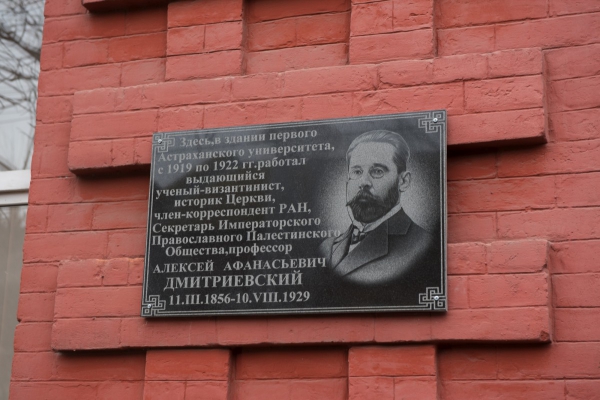 Здесь,в здании первого
Астраханского университета,
с 1919 по 1922 гг.работал
выдающийся
ученый-византинист,
историк Церкви,
член-корреспондент РАН,
Секретарь Императорского
Православного Палестинского
Общества,профессор
АЛЕКСЕЙ АФАНАСЬЕВИЧ
ДМИТРИЕВСКИЙ
11.III.1856-10.VIII.1929